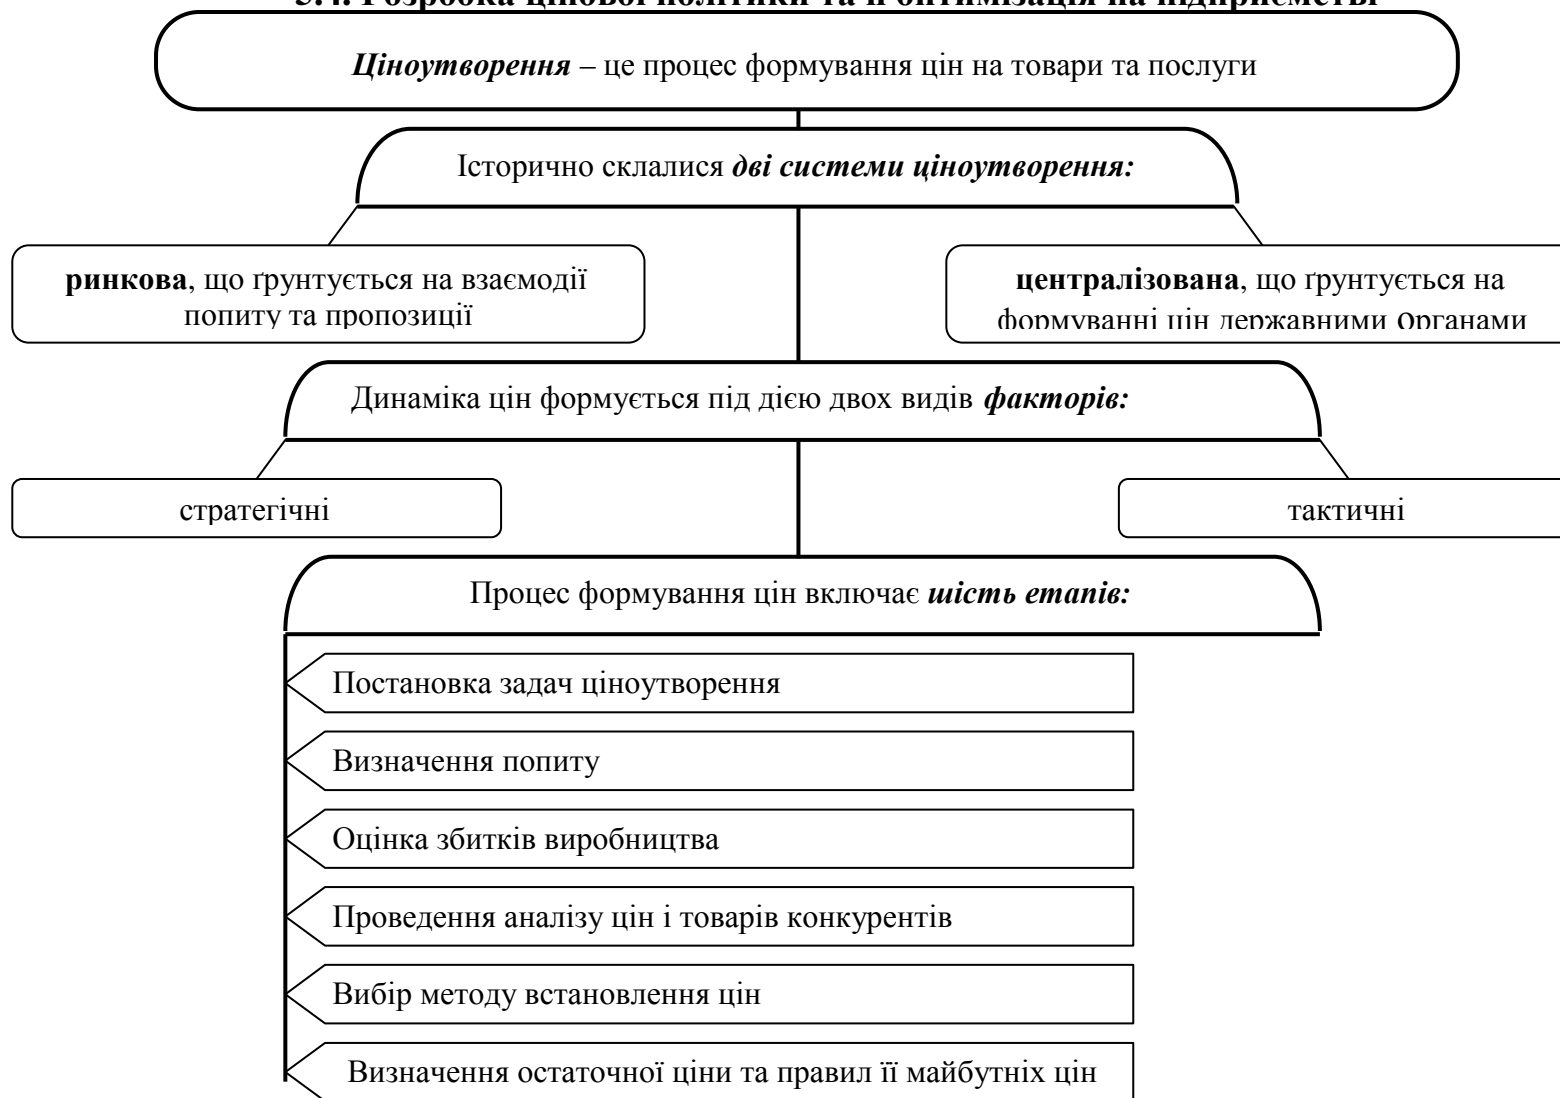 Ціноутворення – це процес формування цін на товари та послуги
Історично склалися дві системи ціноутворення:
ринкова, що ґрунтується на взаємодії
попиту та пропозиції
централізована, що ґрунтується на
формуванні цін державними органами
Динаміка цін формується під дією двох видів факторів:
стратегічні
тактичні
Процес формування цін включає шість етапів:
Постановка задач ціноутворення
Визначення попиту
Оцінка збитків виробництва
Проведення аналізу цін і товарів конкурентів
Вибір методу встановлення цін
Визначення остаточної ціни та правил її майбутніх цін